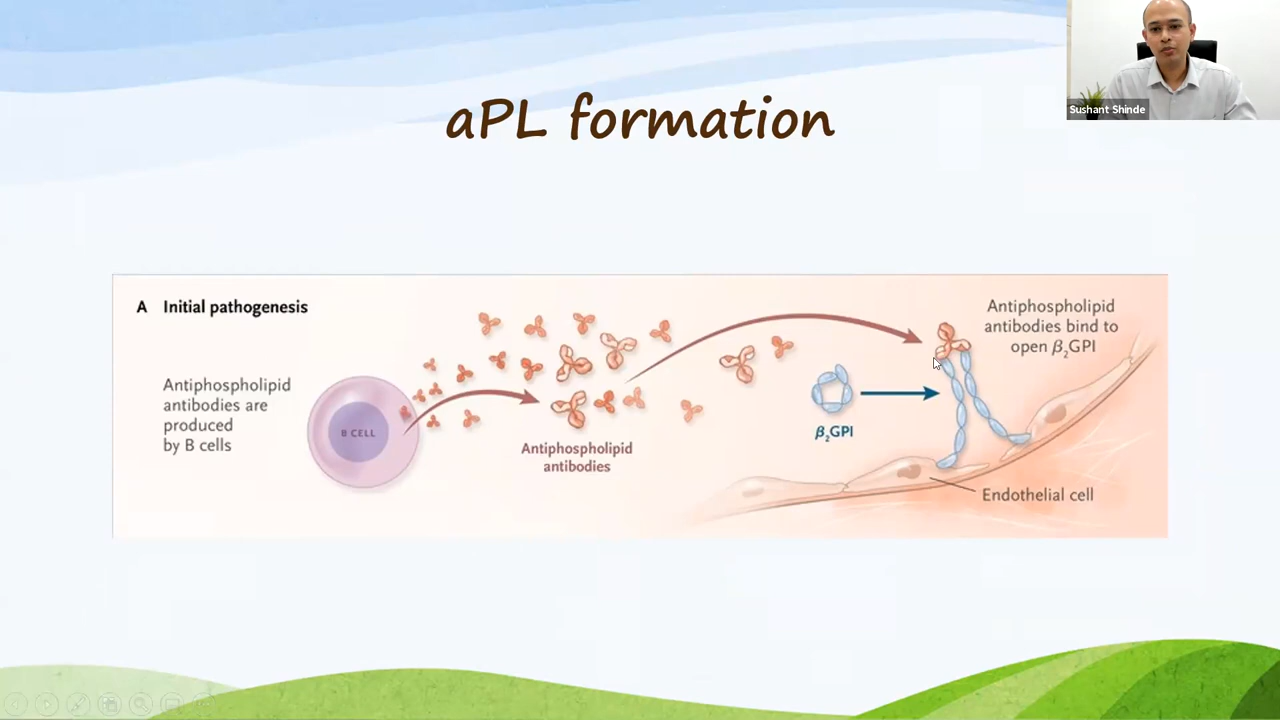 Sushant Shinde
aPL formation
A Initial pathogenesis
Antiphospholipid
antibodies are
produced
by B cells
B CELL
Antiphospholipid
antibodies
β₂GPI
Antiphospholipid
antibodies bind to
open β₂GPI
Endothelial cell